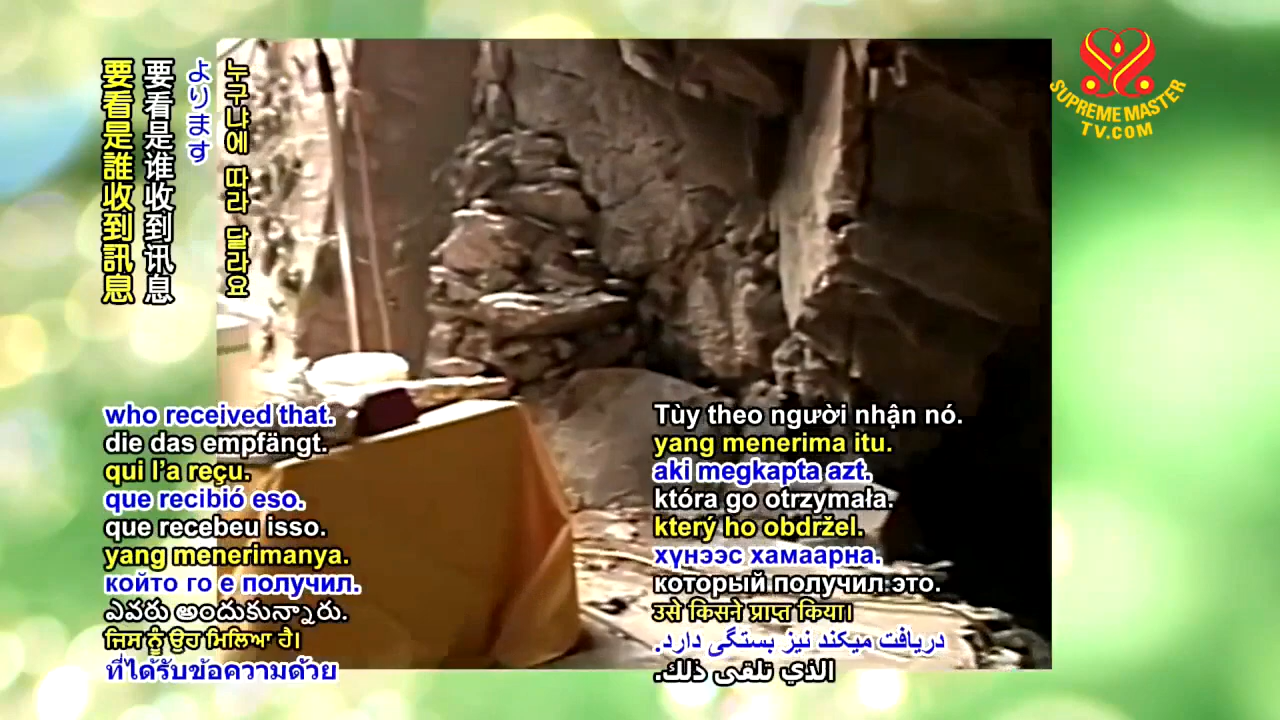 要看是誰收到訊息
要看是谁收到讯息
よります
누구냐에 따라 달라요
SUPREME MASTER
TV.COM
who received that.
die das empfängt.
qui l'a reçu.
que recibió eso.
que recebeu isso.
yang menerimanya.
който го е получил.
ఎవరు అందుకున్నారు.
ਜਿਸ ਨੂੰ ਉਹ ਮਿਲਿਆ ਹੈ।
ที่ได้รับข้อความด้วย
Tùy theo người nhận nó.
yang menerima itu.
aki megkapta azt.
która go otrzymała.
který ho obdržel.
хүнээс хамаарна.
который получил это.
उसे किसने प्राप्त किया।
دریافت میکند نیز بستگی دارد.
الذي تلقى ذلك.